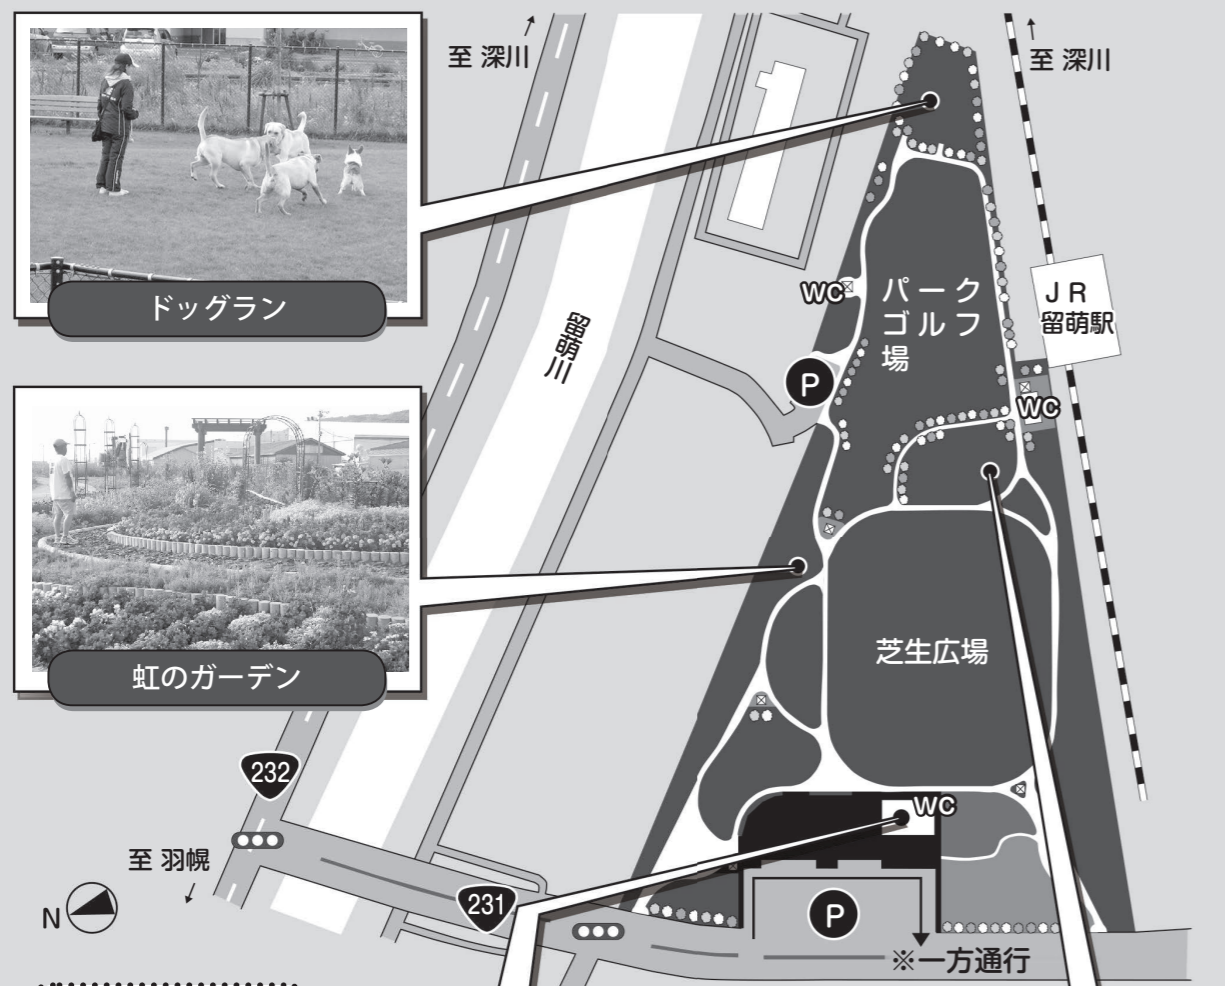 至 深川
至 深川
ドッグラン
留萌川
WC
パーク
ゴルフ
場
JR
留萌駅
P
WC
虹のガーデン
芝生広場
232
WC
至 羽幌
231
N
P
※一方通行